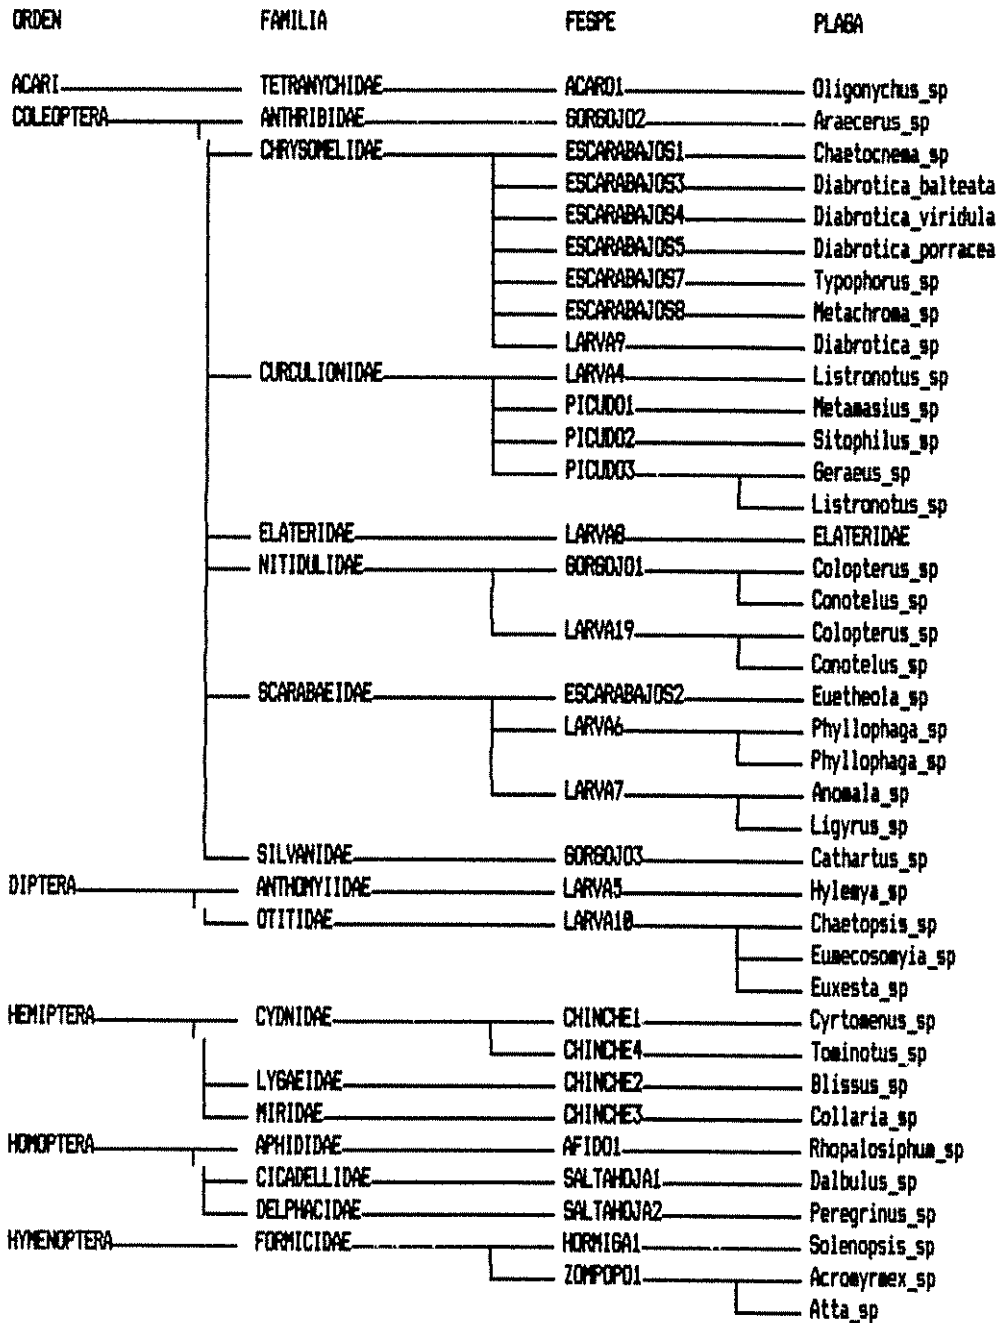 ORDEN FAMILIA FESPE PLAGA
ACARI TETRANYCHIDAE ACARO1 Oligonychus_sp
COLEOPTERA ANTHRIBIDAE GORGOJO2 Araecerus_sp
CHRYSOMELIDAE ESCARABAJOS1 Chaetocnema_sp
ESCARABAJOS3 Diabrotica_balteata
ESCARABAJOS4 Diabrotica_viridula
ESCARABAJOS5 Diabrotica_porracea
ESCARABAJOS7 Typophorus_sp
ESCARABAJOS8 Metachroma_sp
LARVA9 Diabrotica_sp
CURCULIONIDAE LARVA4 Listronotus_sp
PICUDO1 Metamasius_sp
PICUDO2 Sitophilus_sp
PICUDO3 Geraeus_sp
Listronotus_sp
ELATERIDAE LARVA8 ELATERIDAE
NITIDULIDAE GORGOJO1 Colopterus_sp
Conotelus_sp
LARVA19 Colopterus_sp
Conotelus_sp
SCARABAEIDAE ESCARABAJOS2 Euetheola_sp
LARVA6 Phyllophaga_sp
Phyllophaga_sp
LARVA7 Anomala_sp
Ligyrus_sp
SILVANIDAE GORGOJO3 Cathartus_sp
DIPTERA ANTHOMYIIDAE LARVA5 Hylemya_sp
OTITIDAE LARVA10 Chaetopsis_sp
Eumecosomyia_sp
Euxesta_sp
HEMIPTERA CYDNIDAE CHINCHE1 Cyrtomenus_sp
CHINCHE4 Tominotus_sp
LYGAEIDAE CHINCHE2 Blissus_sp
MIRIDAE CHINCHE3 Collaria_sp
HOMOPTERA APHIDIDAE AFIDO1 Rhopalosiphum_sp
CICADELLIDAE SALTAHOJA1 Dalbulus_sp
DELPHACIDAE SALTAHOJA2 Peregrinus_sp
HYMENOPTERA FORMICIDAE HORMIGA1 Solenopsis_sp
ZOMPOPO1 Acromyrmex_sp
Atta_sp